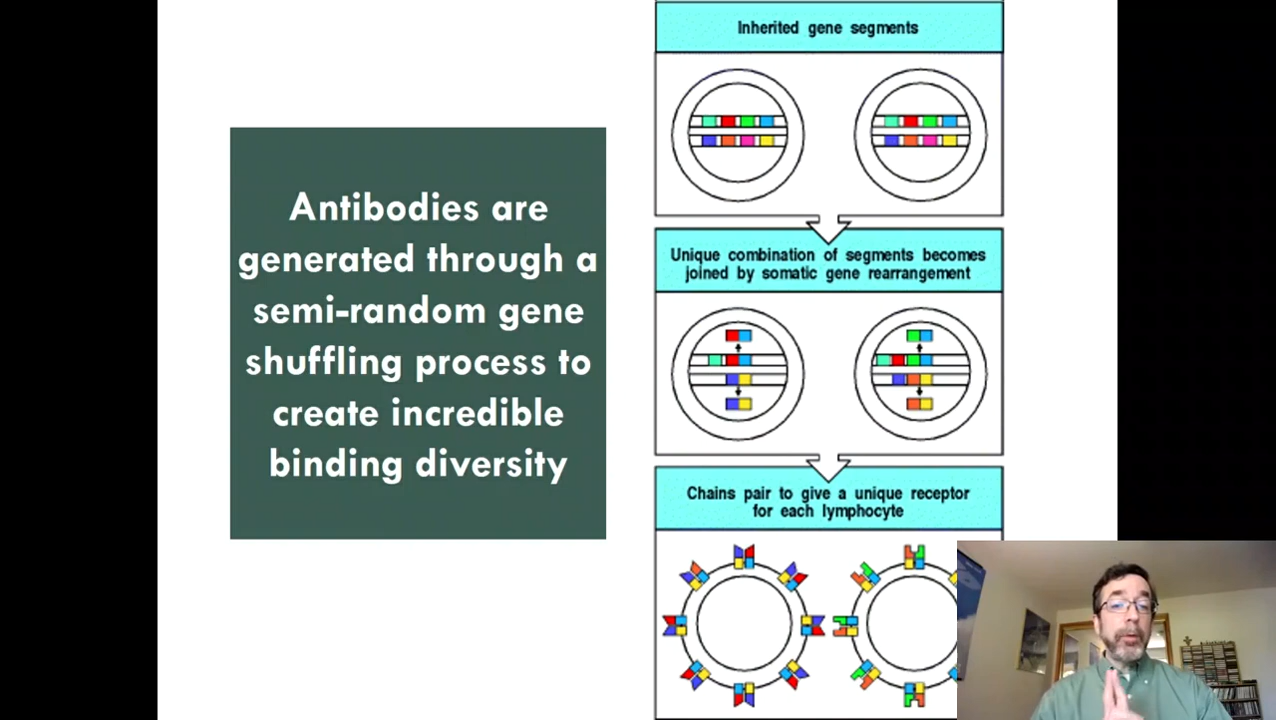 Antibodies are
generated through a
semi-random gene
shuffling process to
create incredible
binding diversity
Inherited gene segments
Unique combination of segments becomes
joined by somatic gene rearrangement
Chains pair to give a unique receptor
for each lymphocyte